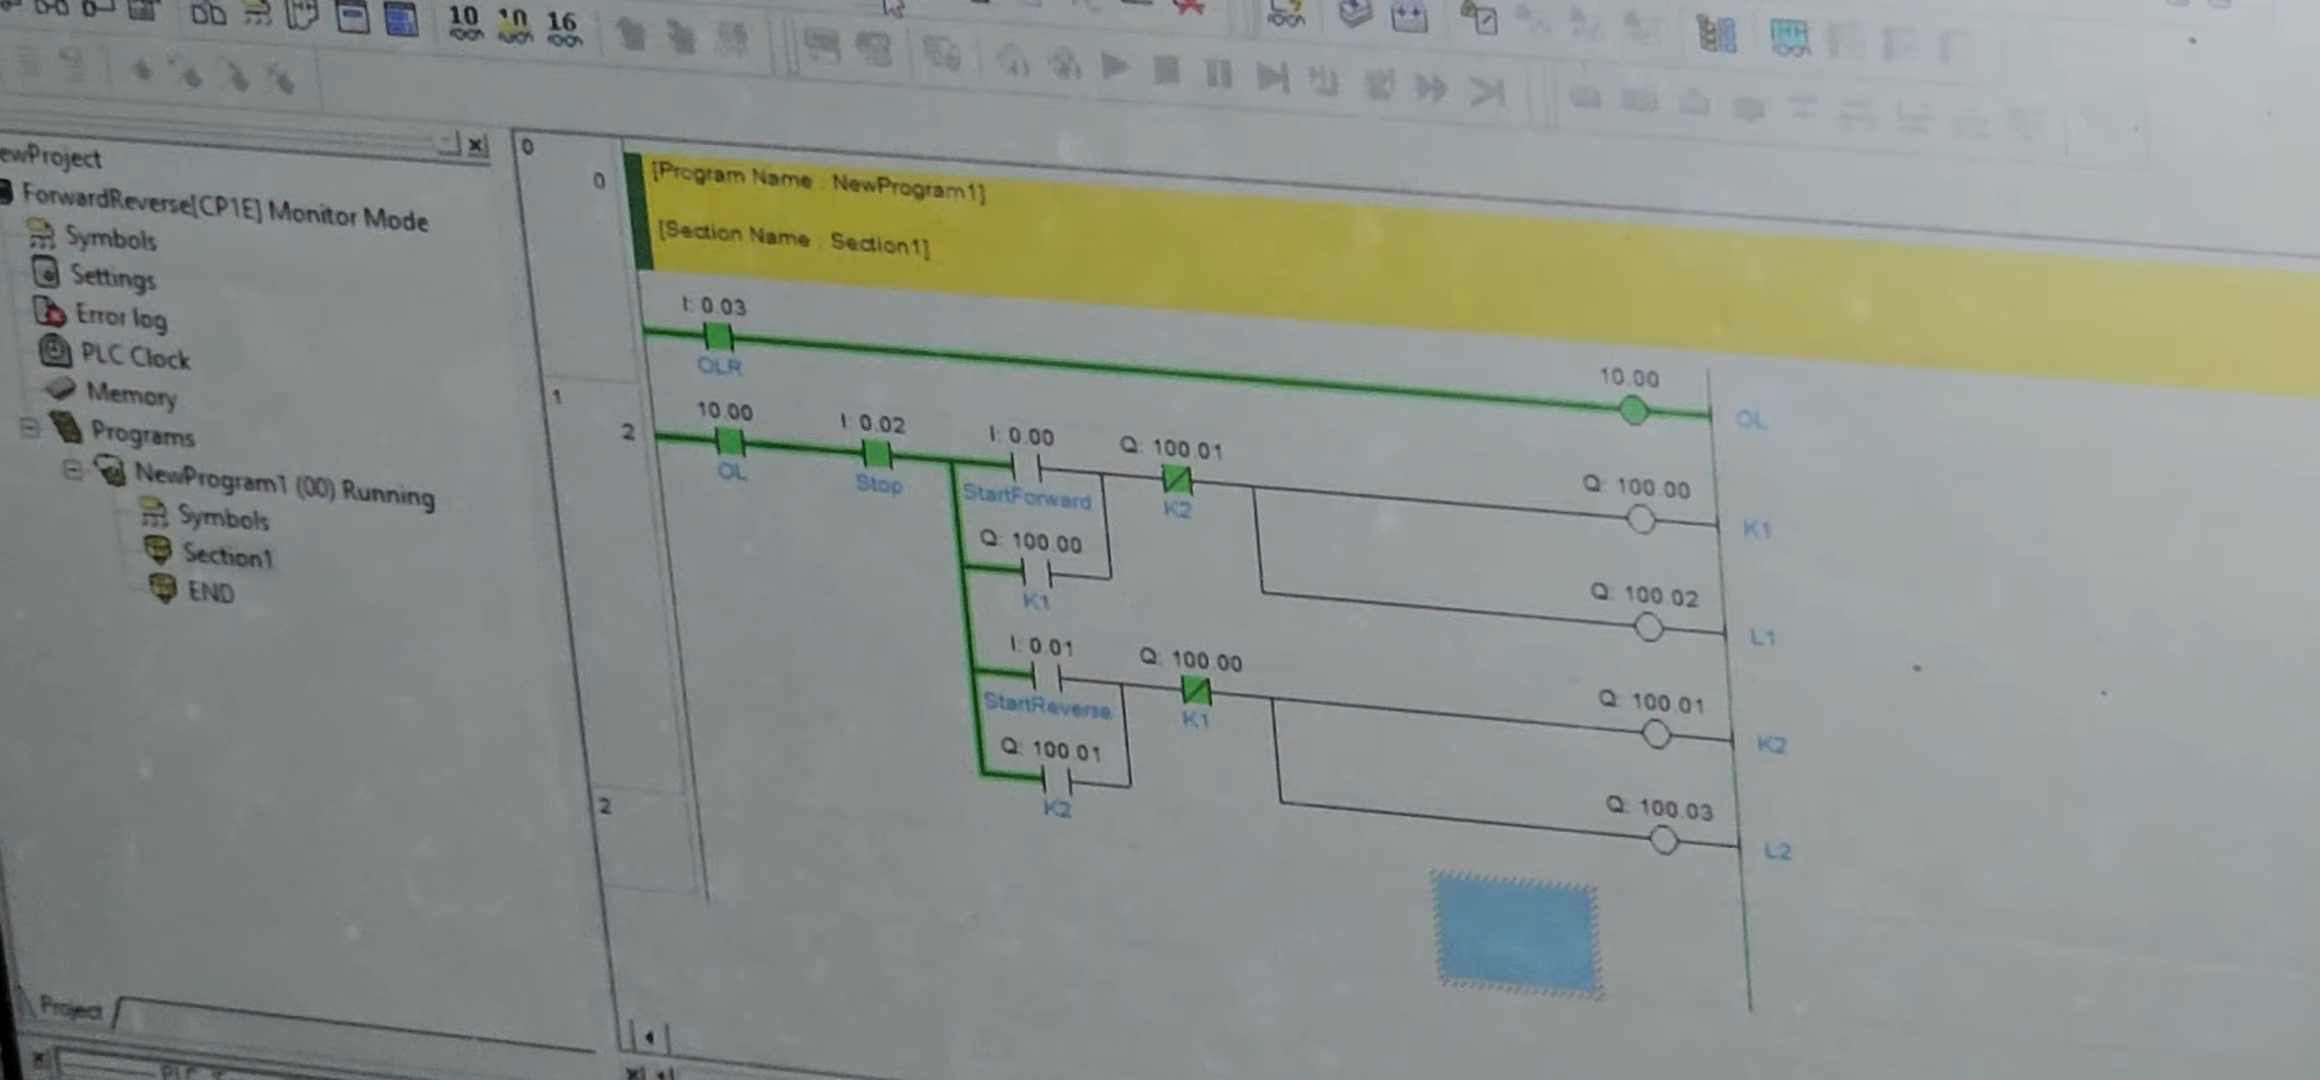 10 10 16
ewProject
ForwardReverse[CP1E] Monitor Mode
Symbols
Settings
Error log
PLC Clock
Memory
Programs
NewProgram1 (00) Running
Symbols
Section1
END
Project
0
0
[Program Name : NewProgram1]
[Section Name : Section1]
I: 0.03
OLR
10.00
OL
1
2
10.00
OL
I: 0.02
Stop
I: 0.00
StartForward
Q: 100.01
K2
Q: 100.00
K1
Q: 100.00
K1
Q: 100.02
L1
I: 0.01
StartReverse
Q: 100.00
K1
Q: 100.01
K2
Q: 100.01
K2
Q: 100.03
L2
2